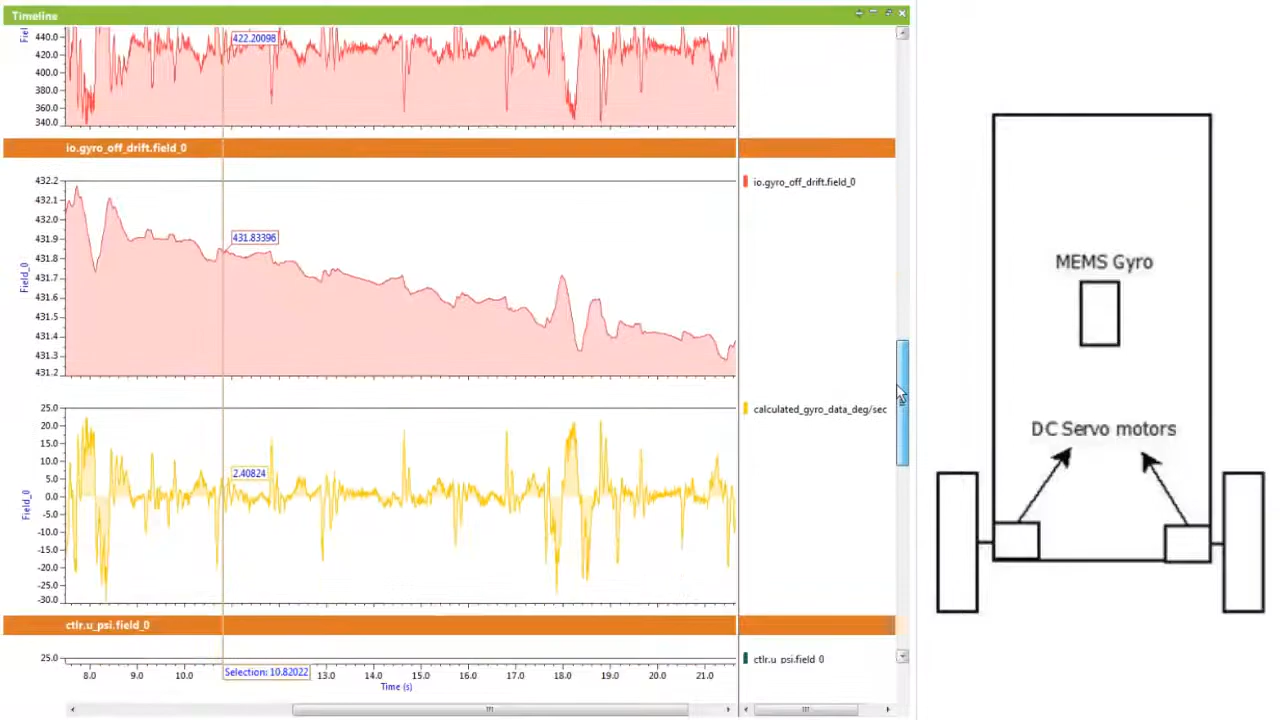 Timeline
Fiel
440.0
420.0
400.0
380.0
360.0
340.0
422.20098
8.0 10.0 13.0 14.0 15.0 16.0 17.0 18.0 19.0 20.0 21.0
io.gyro_off_drift.field_0
Field_0
432.2
432.1
432.0
431.9
431.8
431.7
431.6
431.5
431.4
431.3
431.2
431.83396
io.gyro_off_drift.field_0
Field_0
25.0
20.0
15.0
10.0
5.0
0.0
-5.0
-10.0
-15.0
-20.0
-25.0
-30.0
2.40824
calculated_gyro_data_deg/sec
ctlr.u_psi.field_0
25.0
ctlr.u_psi.field_0
Selection: 10.82022
Time (s)
MEMS Gyro
DC Servo motors